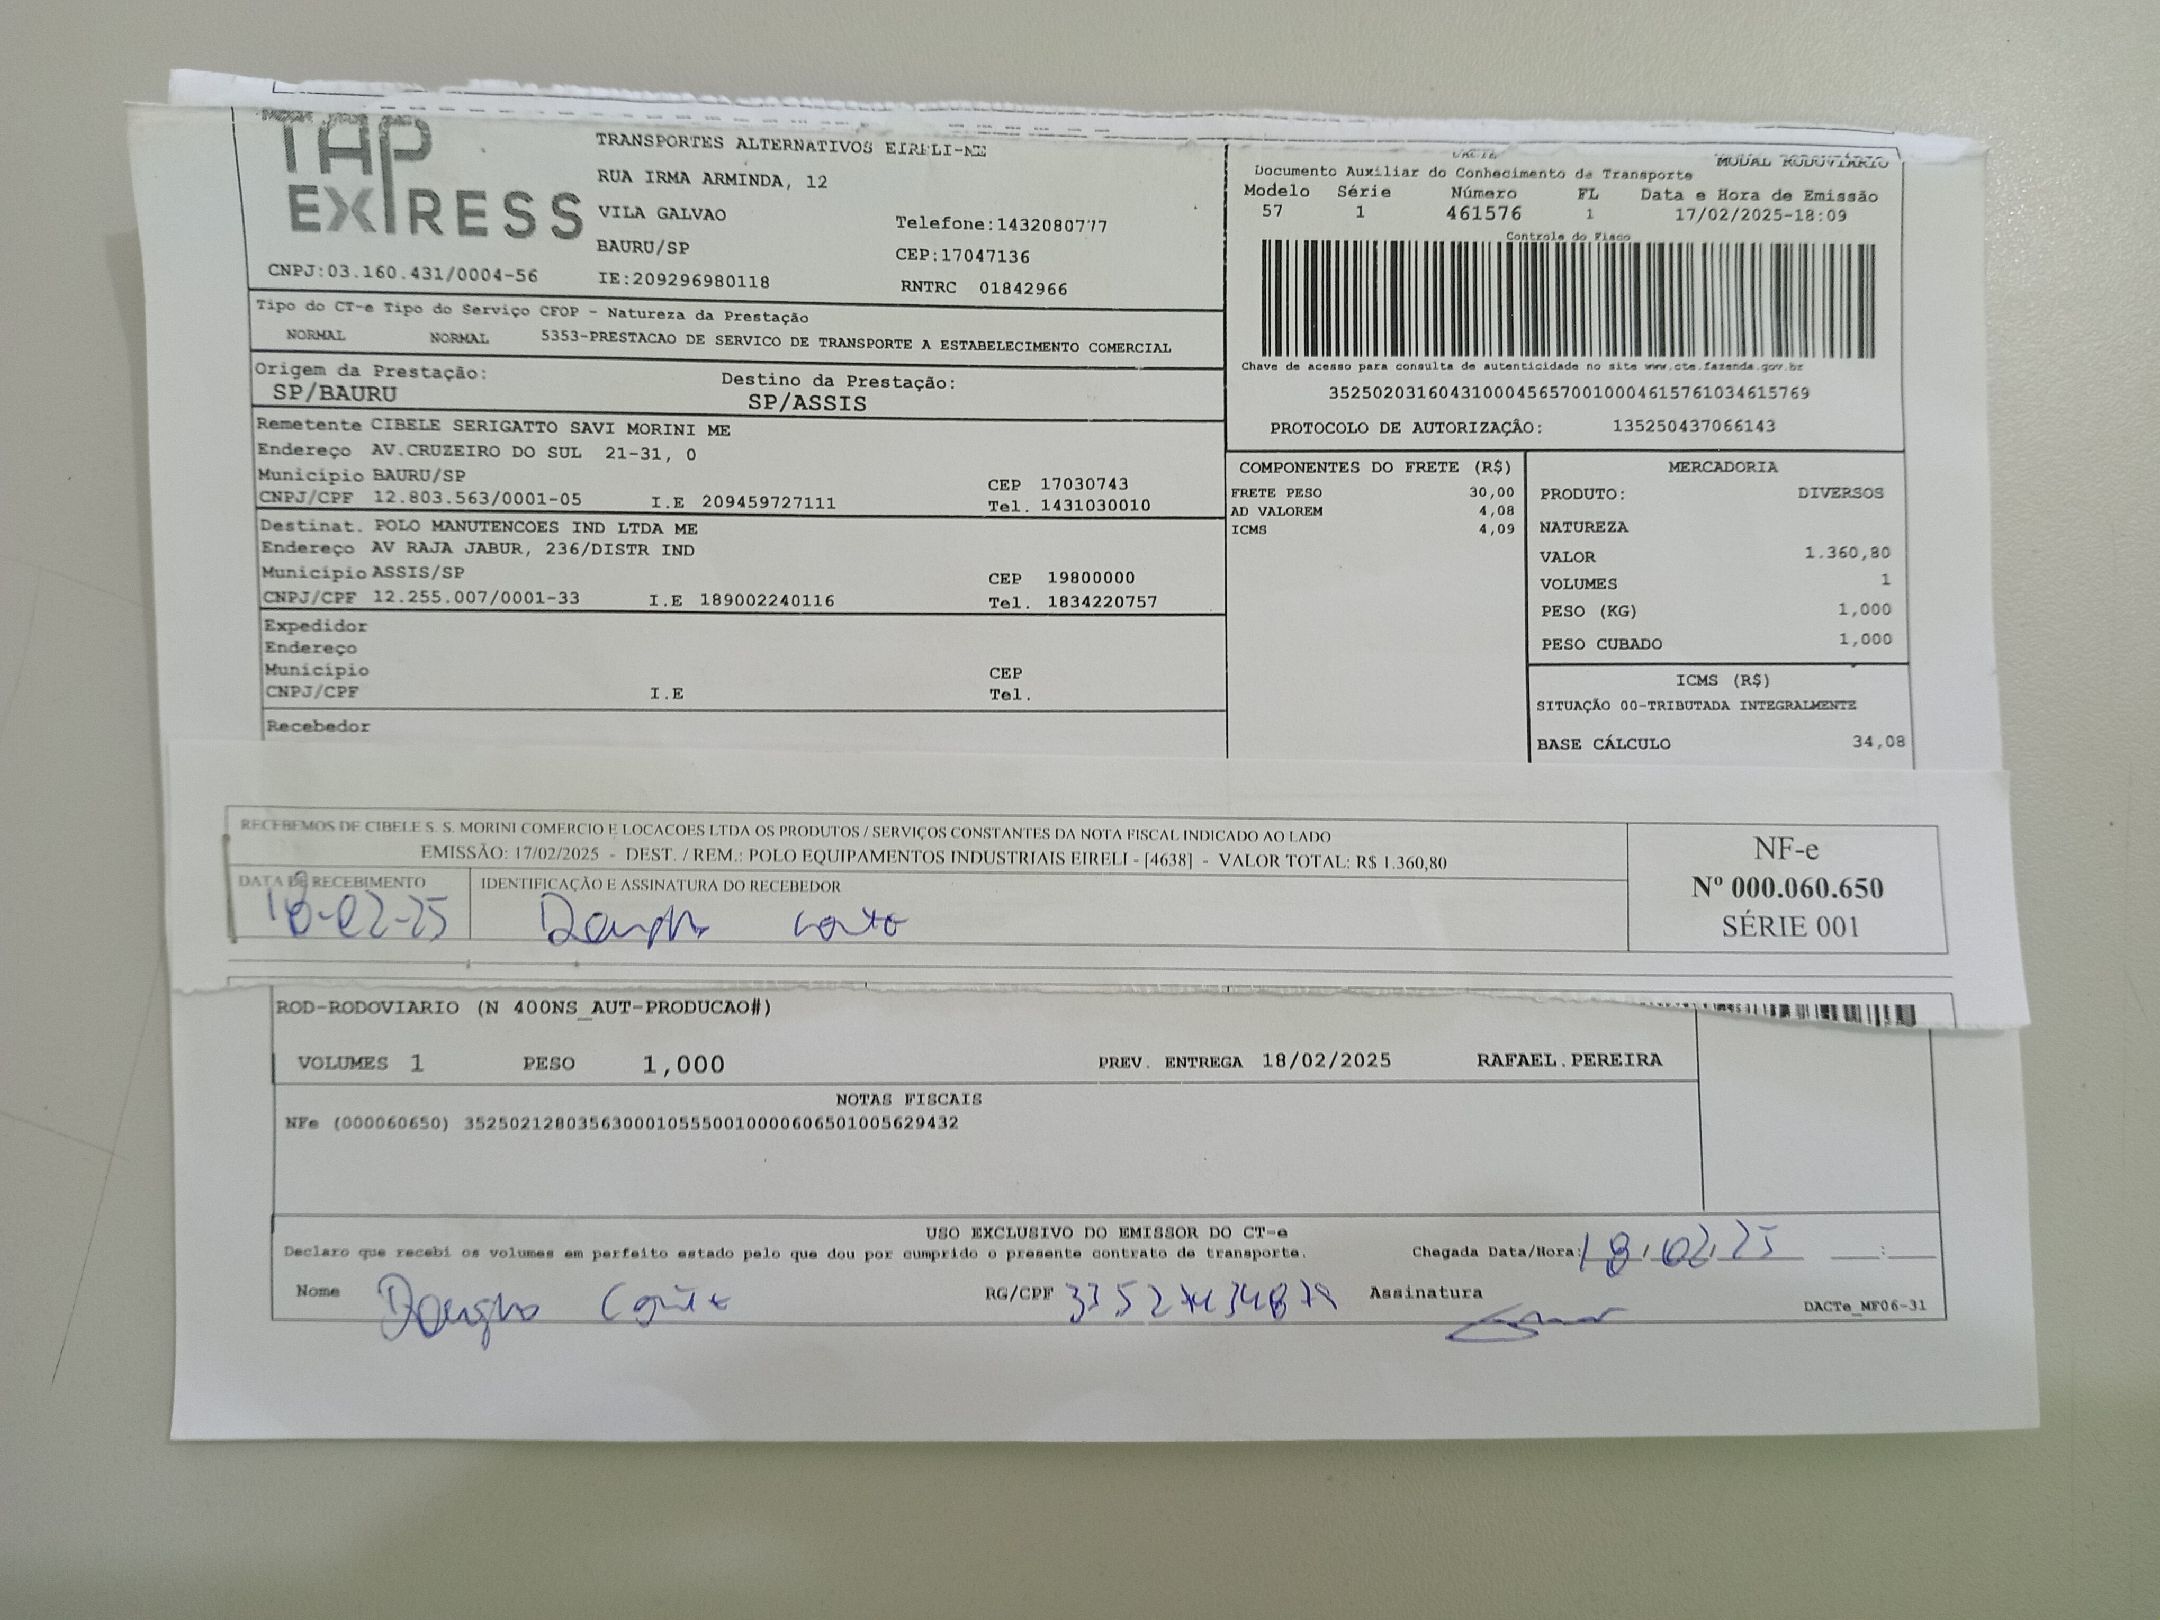 TAP
EXPRESS
CNPJ:03.160.431/0004-56
TRANSPORTES ALTERNATIVOS EIRELI-ME
RUA IRMA ARMINDA, 12
VILA GALVAO
Telefone:1432080777
BAURU/SP
CEP:17047136
IE:209296980118
RNTRC 01842966
MODAL RODOVIÁRIO
Documento Auxiliar do Conhecimento de Transporte
Modelo Série Número FL Data e Hora de Emissão
57 1 461576 1 17/02/2025-18:09
Controle do Fisco
Chave de acesso para consulta de autenticidade no site www.cte.fazenda.gov.br
35250203160431000456570010004615761034615769
PROTOCOLO DE AUTORIZAÇÃO: 135250437066143
Tipo do CT-e Tipo do Serviço CFOP - Natureza da Prestação
NORMAL NORMAL 5353-PRESTACAO DE SERVICO DE TRANSPORTE A ESTABELECIMENTO COMERCIAL
Origem da Prestação: Destino da Prestação:
SP/BAURU SP/ASSIS
Remetente CIBELE SERIGATTO SAVI MORINI ME
Endereço AV.CRUZEIRO DO SUL 21-31, 0
Município BAURU/SP CEP 17030743
CNPJ/CPF 12.803.563/0001-05 I.E 209459727111 Tel. 1431030010
Destinat. POLO MANUTENCOES IND LTDA ME
Endereço AV RAJA JABUR, 236/DISTR IND
Município ASSIS/SP CEP 19800000
CNPJ/CPF 12.255.007/0001-33 I.E 189002240116 Tel. 1834220757
Expedidor
Endereço
Município CEP
CNPJ/CPF I.E Tel.
Recebedor
COMPONENTES DO FRETE (R$)
FRETE PESO 30,00
AD VALOREM 4,08
ICMS 4,09
MERCADORIA
PRODUTO: DIVERSOS
NATUREZA
VALOR 1.360,80
VOLUMES 1
PESO (KG) 1,000
PESO CUBADO 1,000
ICMS (R$)
SITUAÇÃO 00-TRIBUTADA INTEGRALMENTE
BASE CÁLCULO 34,08
RECEBEMOS DE CIBELE S. S. MORINI COMERCIO E LOCACOES LTDA OS PRODUTOS / SERVIÇOS CONSTANTES DA NOTA FISCAL INDICADO AO LADO
EMISSÃO: 17/02/2025 - DEST. / REM.: POLO EQUIPAMENTOS INDUSTRIAIS EIRELI - [4638] - VALOR TOTAL: R$ 1.360,80
DATA DE RECEBIMENTO IDENTIFICAÇÃO E ASSINATURA DO RECEBEDOR
18-02-25
NF-e
Nº 000.060.650
SÉRIE 001
ROD-RODOVIARIO (N 400NS_AUT-PRODUCAO#)
VOLUMES 1 PESO 1,000 PREV. ENTREGA 18/02/2025 RAFAEL.PEREIRA
NOTAS FISCAIS
NFe (000060650) 35250212803563000105550010000606501005629432
USO EXCLUSIVO DO EMISSOR DO CT-e
Declaro que recebi os volumes em perfeito estado pelo que dou por cumprido o presente contrato de transporte. Chegada Data/Hora: 18.02.25 __:__
Nome RG/CPF Assinatura
DACTe_MF06-31